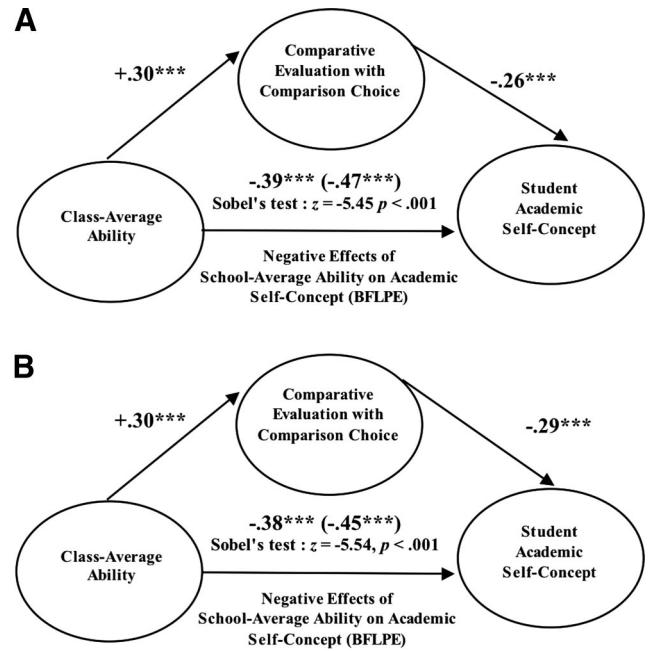 A
Comparative
Evaluation with
Comparison Choice
+.30***
-.26***
-.39*** (-.47***)
Sobel's test : z = -5.45 p < .001
Class-Average
Ability
Student
Academic
Self-Concept
Negative Effects of
School-Average Ability on Academic
Self-Concept (BFLPE)
B
Comparative
Evaluation with
Comparison Choice
+.30***
-.29***
-.38*** (-.45***)
Sobel's test : z = -5.54, p < .001
Class-Average
Ability
Student
Academic
Self-Concept
Negative Effects of
School-Average Ability on Academic
Self-Concept (BFLPE)